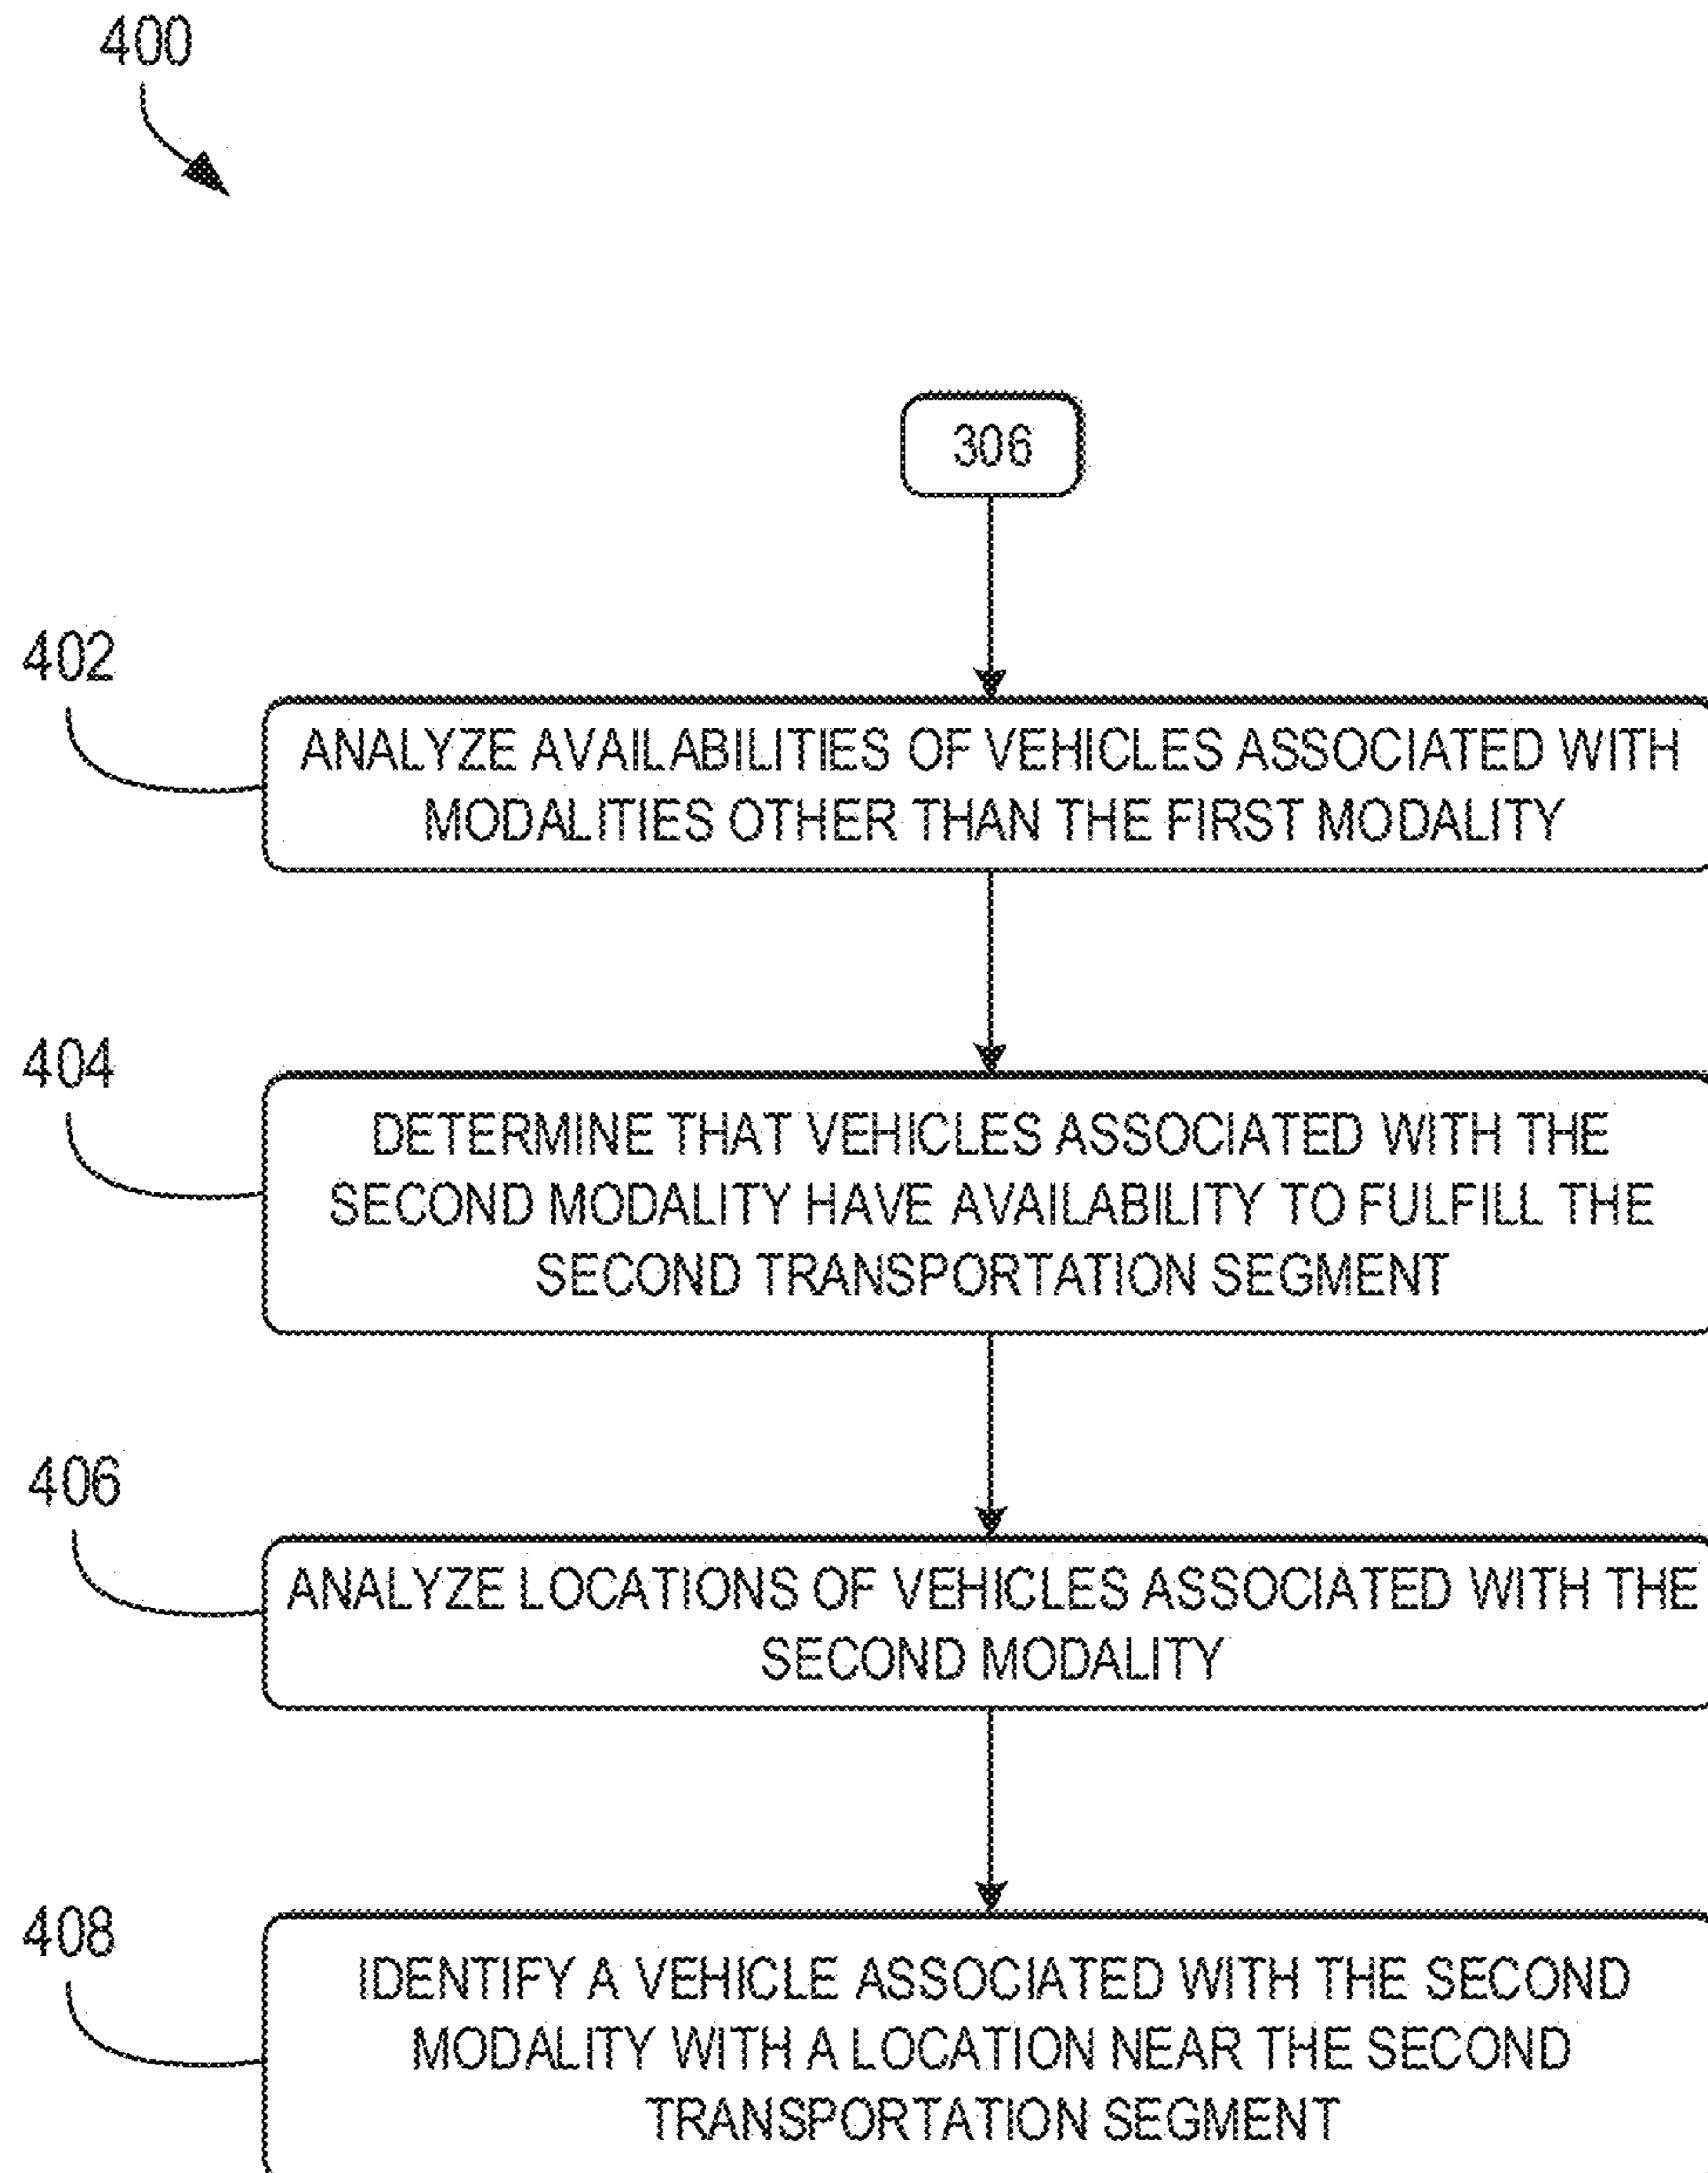 400
306
402
ANALYZE AVAILABILITIES OF VEHICLES ASSOCIATED WITH
MODALITIES OTHER THAN THE FIRST MODALITY
404
DETERMINE THAT VEHICLES ASSOCIATED WITH THE
SECOND MODALITY HAVE AVAILABILITY TO FULFILL THE
SECOND TRANSPORTATION SEGMENT
406
ANALYZE LOCATIONS OF VEHICLES ASSOCIATED WITH THE
SECOND MODALITY
408
IDENTIFY A VEHICLE ASSOCIATED WITH THE SECOND
MODALITY WITH A LOCATION NEAR THE SECOND
TRANSPORTATION SEGMENT